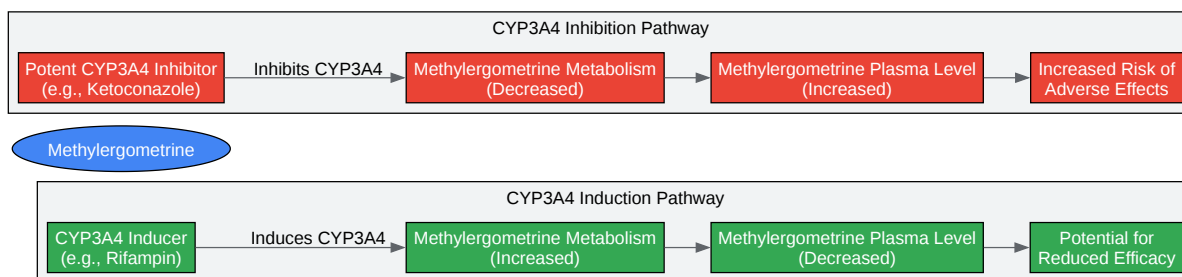 CYP3A4 Inhibition Pathway
Potent CYP3A4 Inhibitor
(e.g., Ketoconazole)
Inhibits CYP3A4
Methylergometrine Metabolism
(Decreased)
Methylergometrine Plasma Level
(Increased)
Increased Risk of
Adverse Effects
Methylergometrine
CYP3A4 Induction Pathway
CYP3A4 Inducer
(e.g., Rifampin)
Induces CYP3A4
Methylergometrine Metabolism
(Increased)
Methylergometrine Plasma Level
(Decreased)
Potential for
Reduced Efficacy